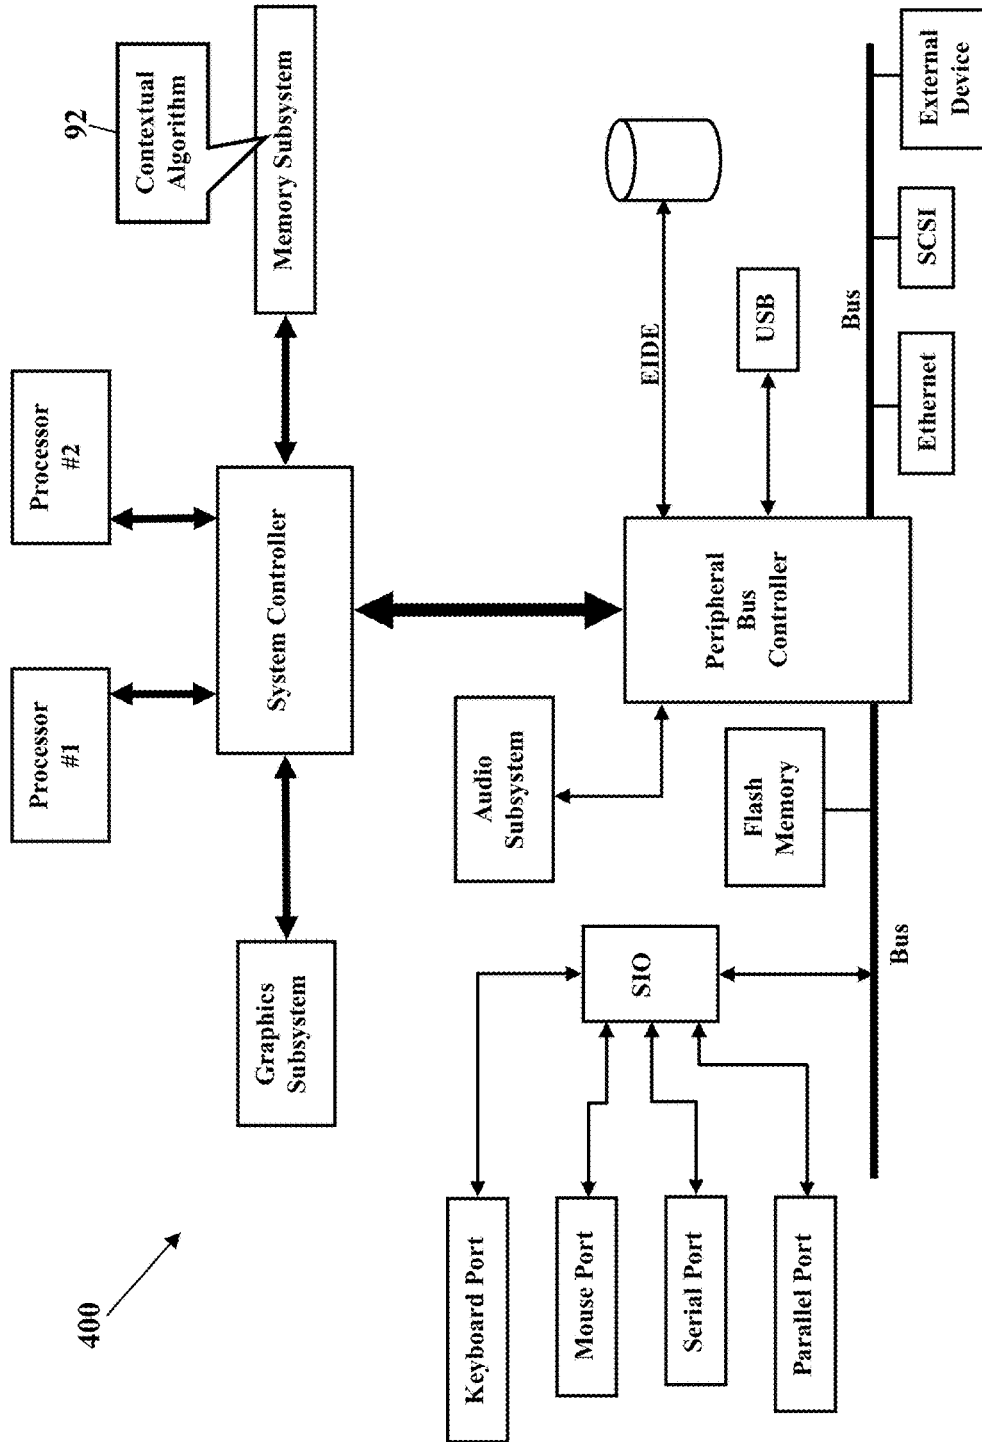 400
Processor
#1
Processor
#2
92
Contextual
Algorithm
Graphics
Subsystem
System Controller
Memory Subsystem
Keyboard Port
Mouse Port
Serial Port
Parallel Port
SIO
Audio
Subsystem
Flash
Memory
Peripheral
Bus
Controller
EIDE
USB
Bus
Bus
Ethernet
SCSI
External
Device